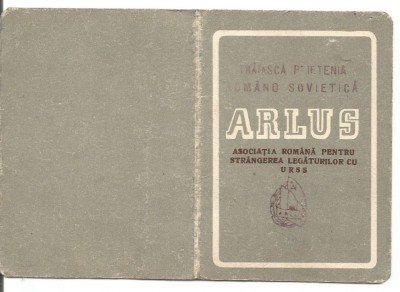 TRĂIASCĂ PRIETENIA
ROMÂNO SOVIETICĂ
ARLUS
ASOCIAȚIA ROMÂNĂ PENTRU
STRÂNGEREA LEGĂTURILOR CU
URSS